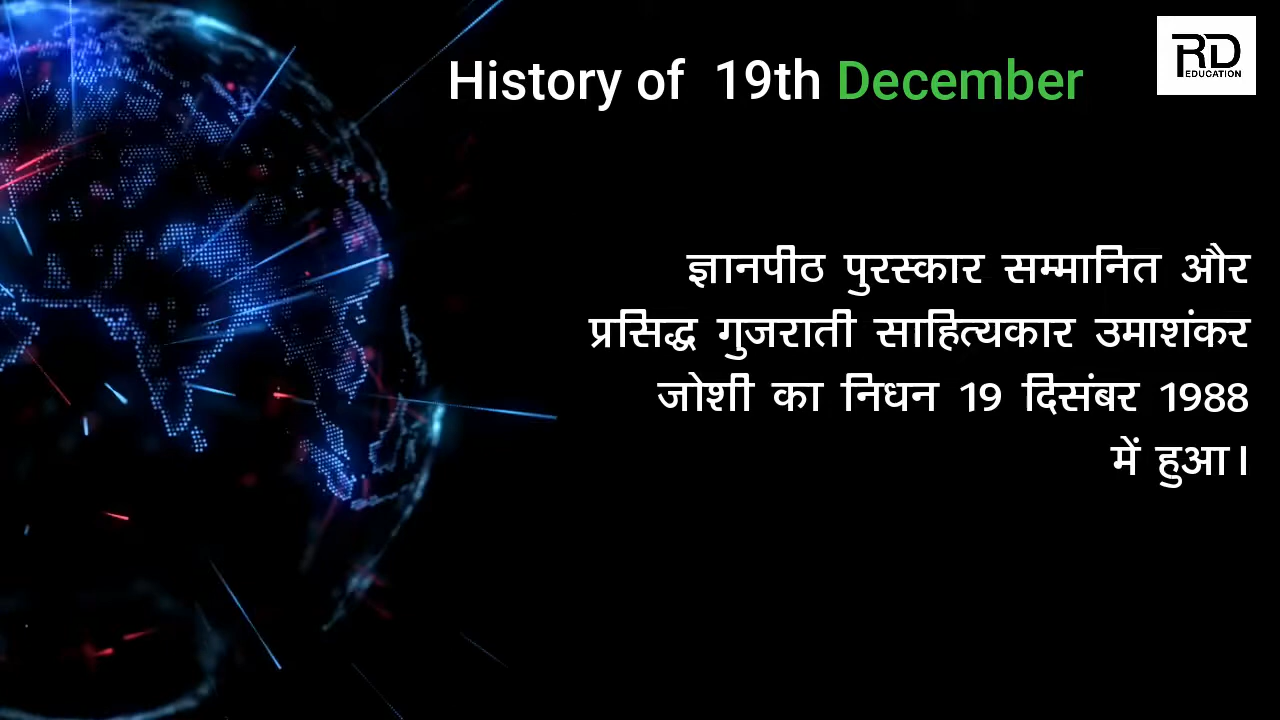 History of 19th December
RD
EDUCATION
ज्ञानपीठ पुरस्कार सम्मानित और
प्रसिद्ध गुजराती साहित्यकार उमाशंकर
जोशी का निधन 19 दिसंबर 1988
में हुआ।